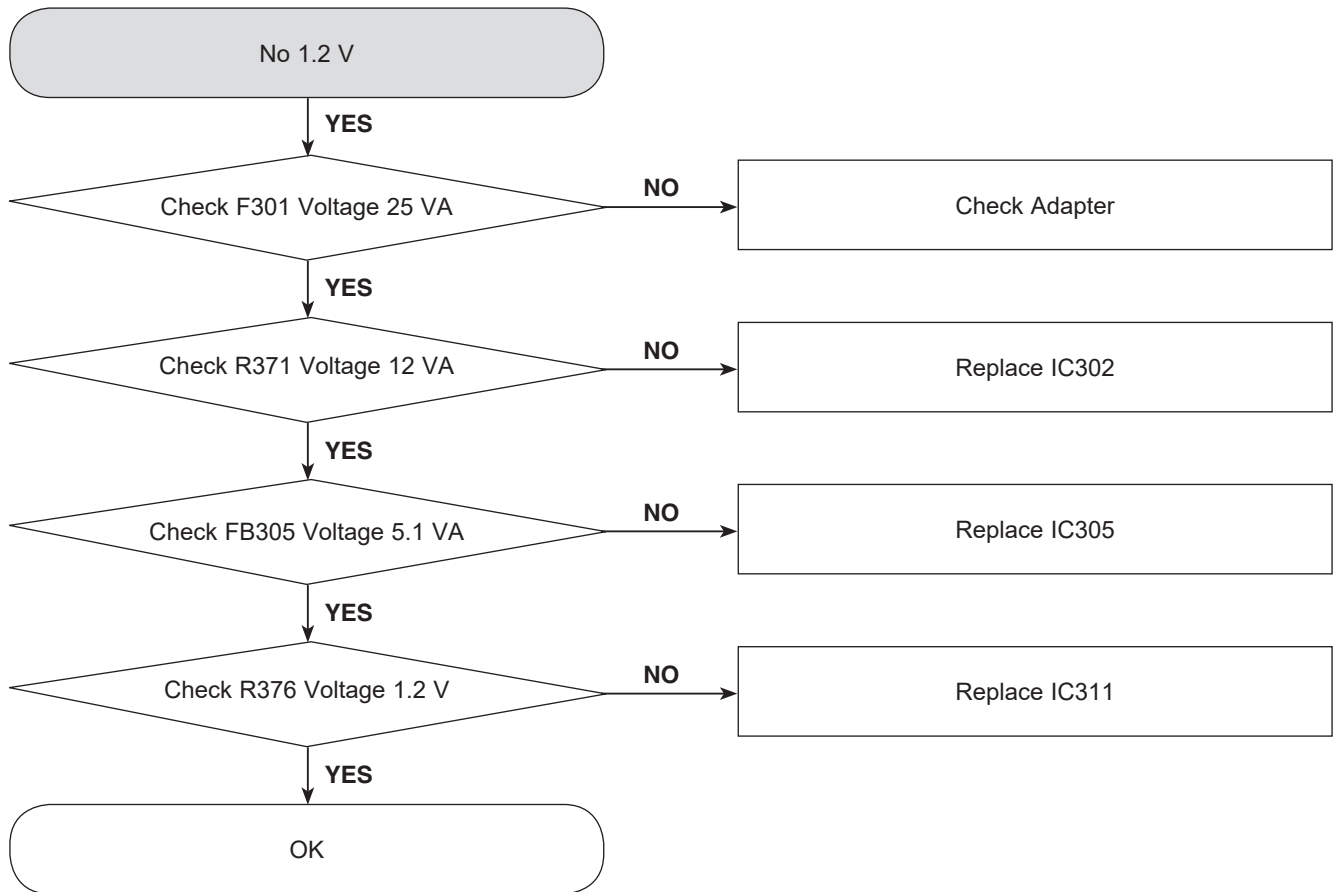 No 1.2 V
YES
Check F301 Voltage 25 VA
NO
Check Adapter
YES
Check R371 Voltage 12 VA
NO
Replace IC302
YES
Check FB305 Voltage 5.1 VA
NO
Replace IC305
YES
Check R376 Voltage 1.2 V
NO
Replace IC311
YES
OK